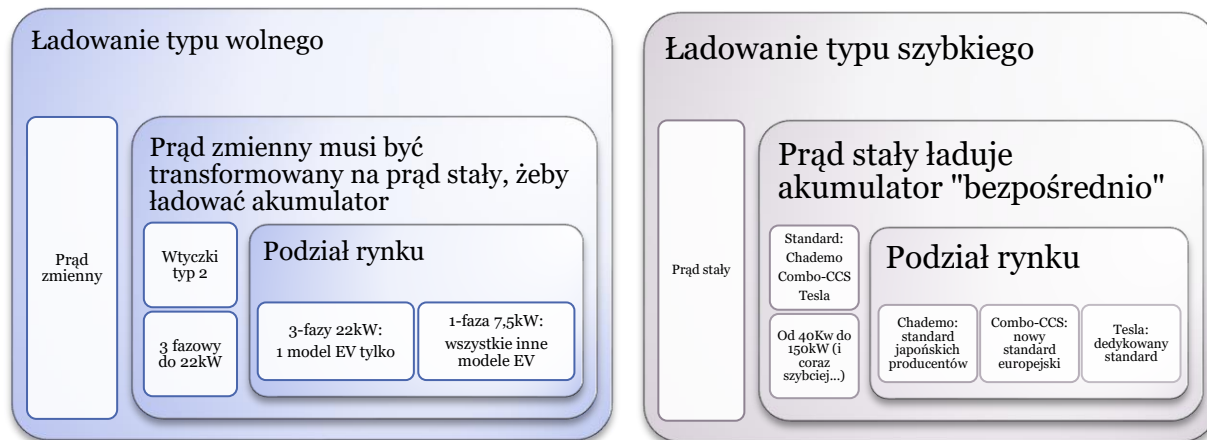 Ładowanie typu wolnego
Prąd
zmienny
Prąd zmienny musi być
transformowany na prąd stały, żeby
ładować akumulator
Wtyczki
typ 2
3 fazowy
do 22kW
Podział rynku
3-fazy 22kW:
1 model EV tylko
1-faza 7,5kW:
wszystkie inne
modele EV
Ładowanie typu szybkiego
Prąd stały
Prąd stały ładuje
akumulator "bezpośrednio"
Standard:
Chademo
Combo-CCS
Tesla
Od 40Kw do
150kW (i
coraz
szybciej...)
Podział rynku
Chademo:
standard
japońskich
producentów
Combo-CCS:
nowy
standard
europejski
Tesla:
dedykowany
standard